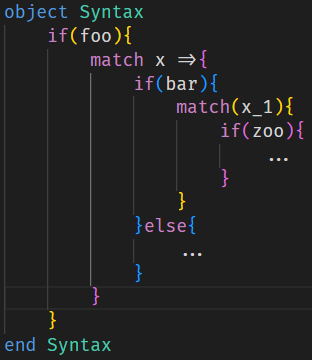 object Syntax
    if(foo){
        match x =>{
            if(bar){
                match(x_1){
                    if(zoo){
                        ...
                    }
                }
            }else{
                ...
            }
        }
    }
end Syntax